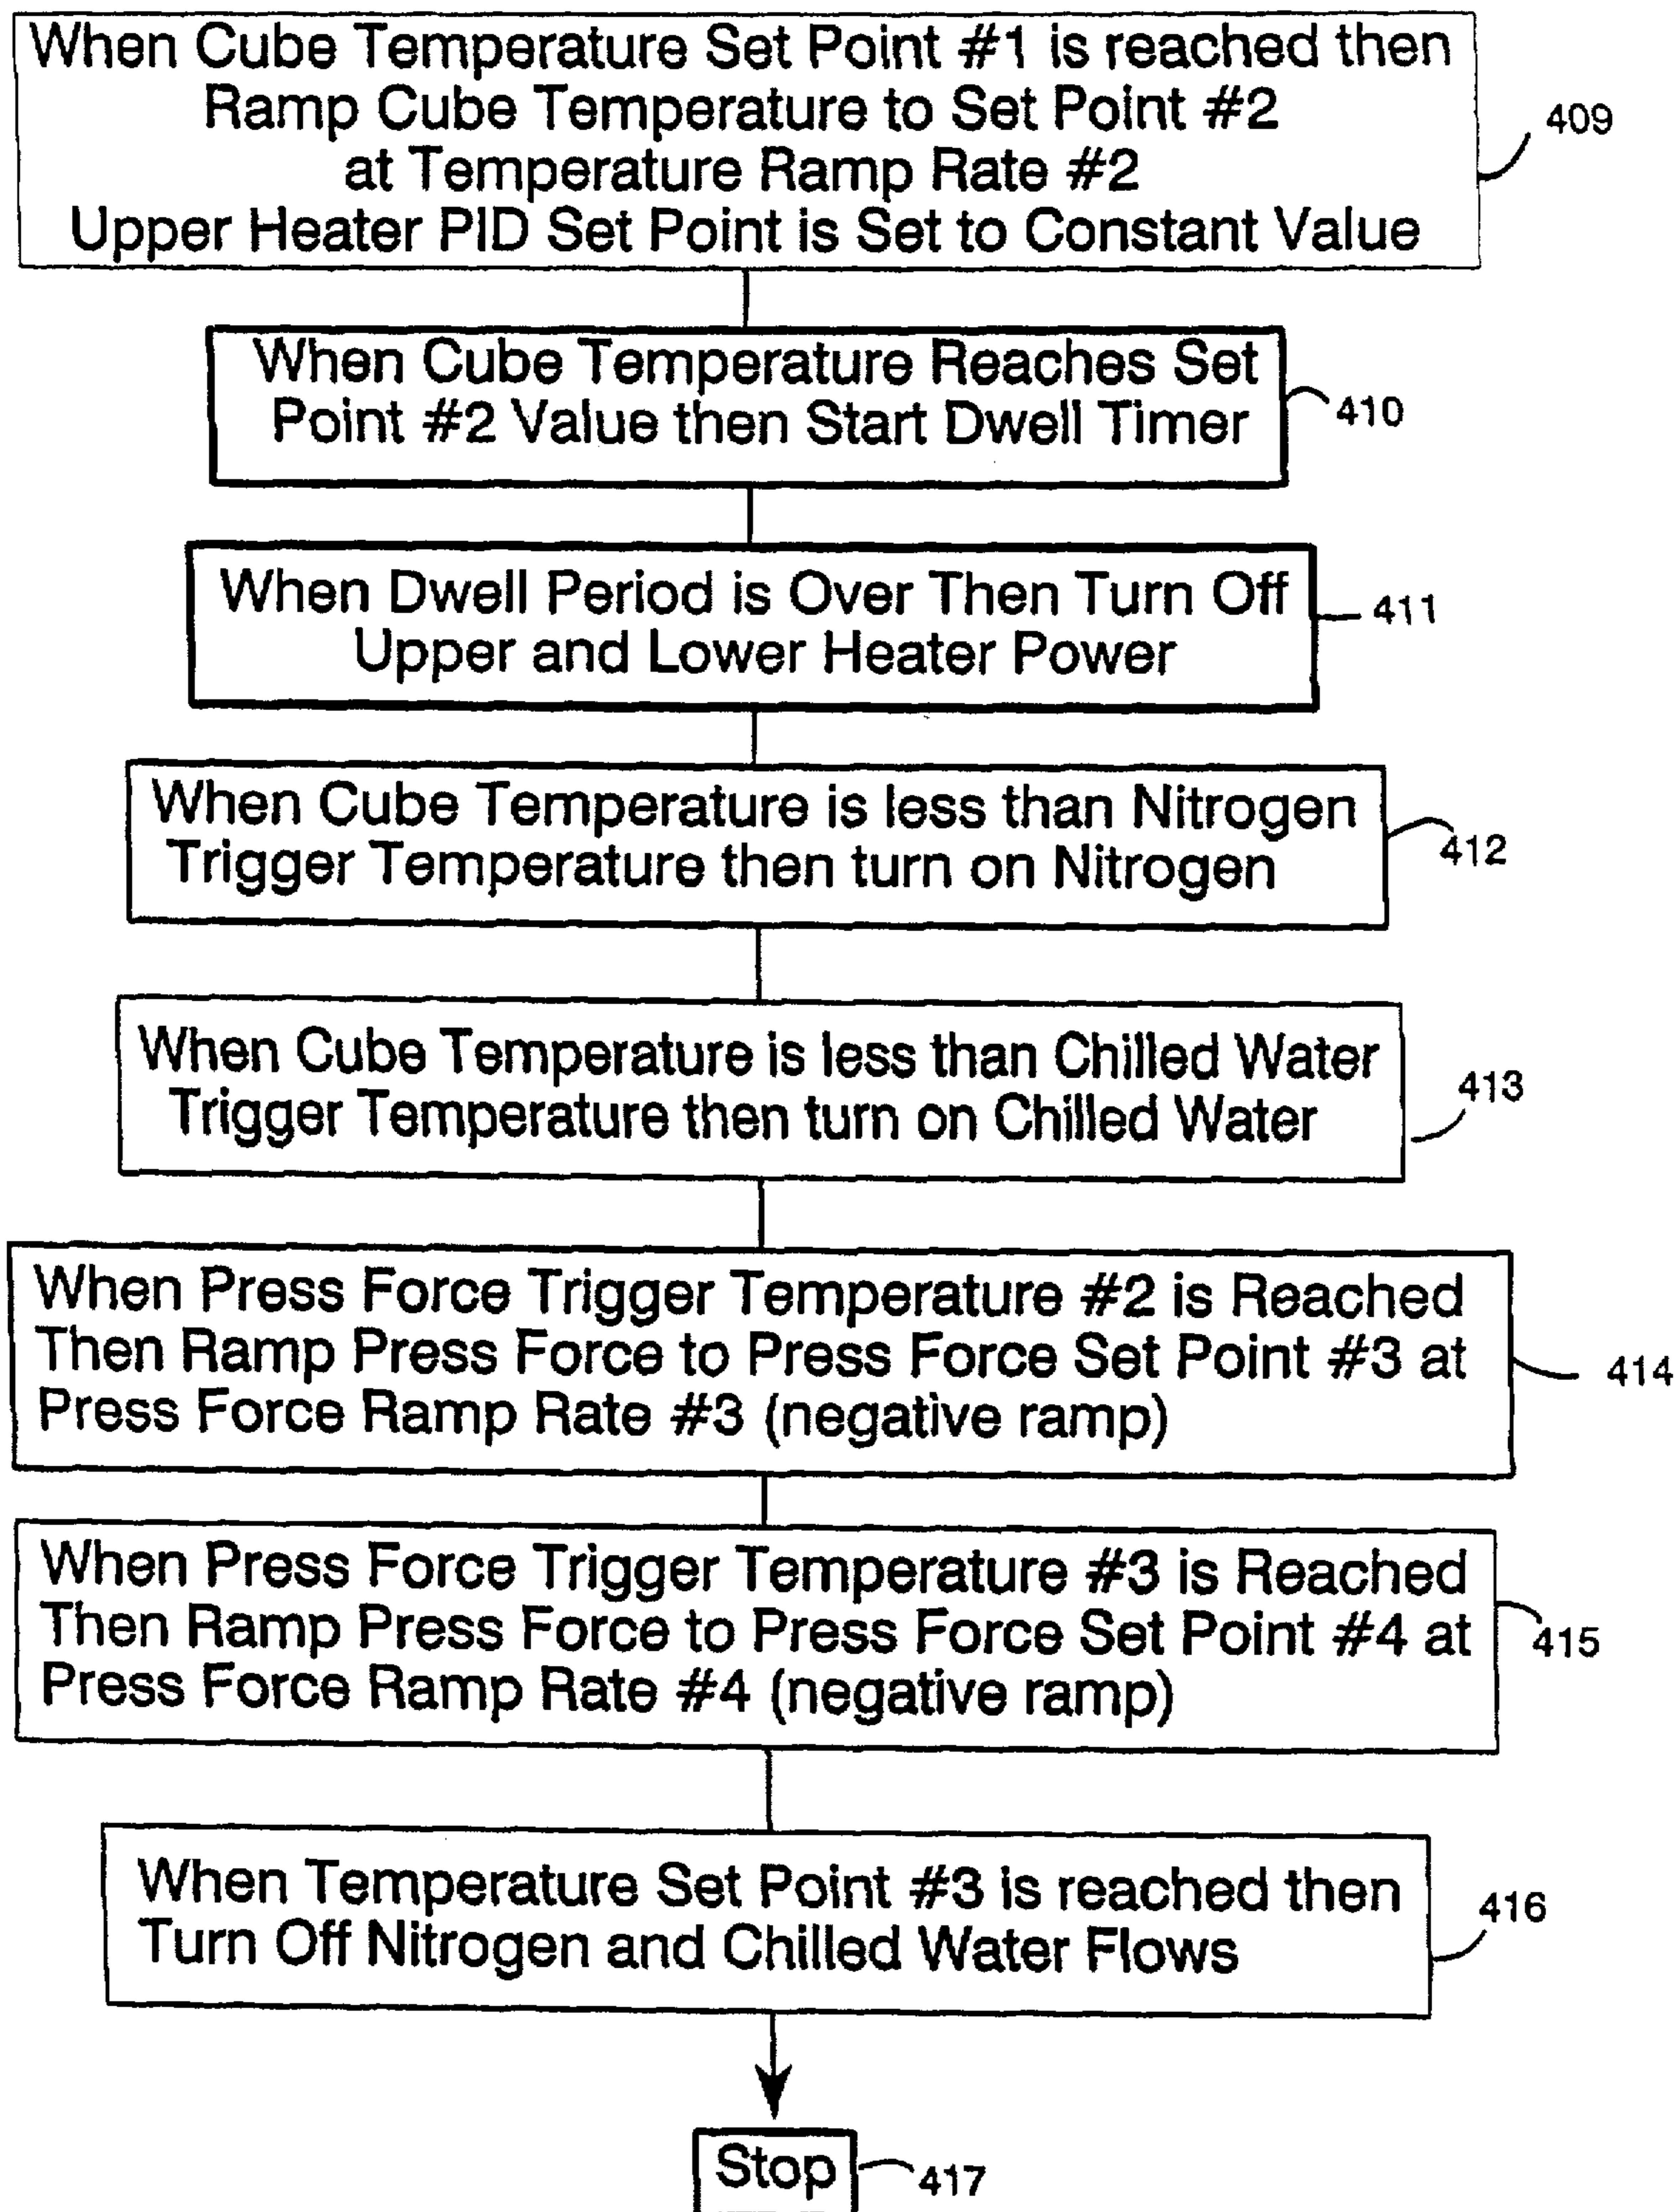 When Cube Temperature Set Point #1 is reached then
Ramp Cube Temperature to Set Point #2
at Temperature Ramp Rate #2
Upper Heater PID Set Point is Set to Constant Value
409
When Cube Temperature Reaches Set
Point #2 Value then Start Dwell Timer
410
When Dwell Period is Over Then Turn Off
Upper and Lower Heater Power
411
When Cube Temperature is less than Nitrogen
Trigger Temperature then turn on Nitrogen
412
When Cube Temperature is less than Chilled Water
Trigger Temperature then turn on Chilled Water
413
When Press Force Trigger Temperature #2 is Reached
Then Ramp Press Force to Press Force Set Point #3 at
Press Force Ramp Rate #3 (negative ramp)
414
When Press Force Trigger Temperature #3 is Reached
Then Ramp Press Force to Press Force Set Point #4 at
Press Force Ramp Rate #4 (negative ramp)
415
When Temperature Set Point #3 is reached then
Turn Off Nitrogen and Chilled Water Flows
416
Stop
417